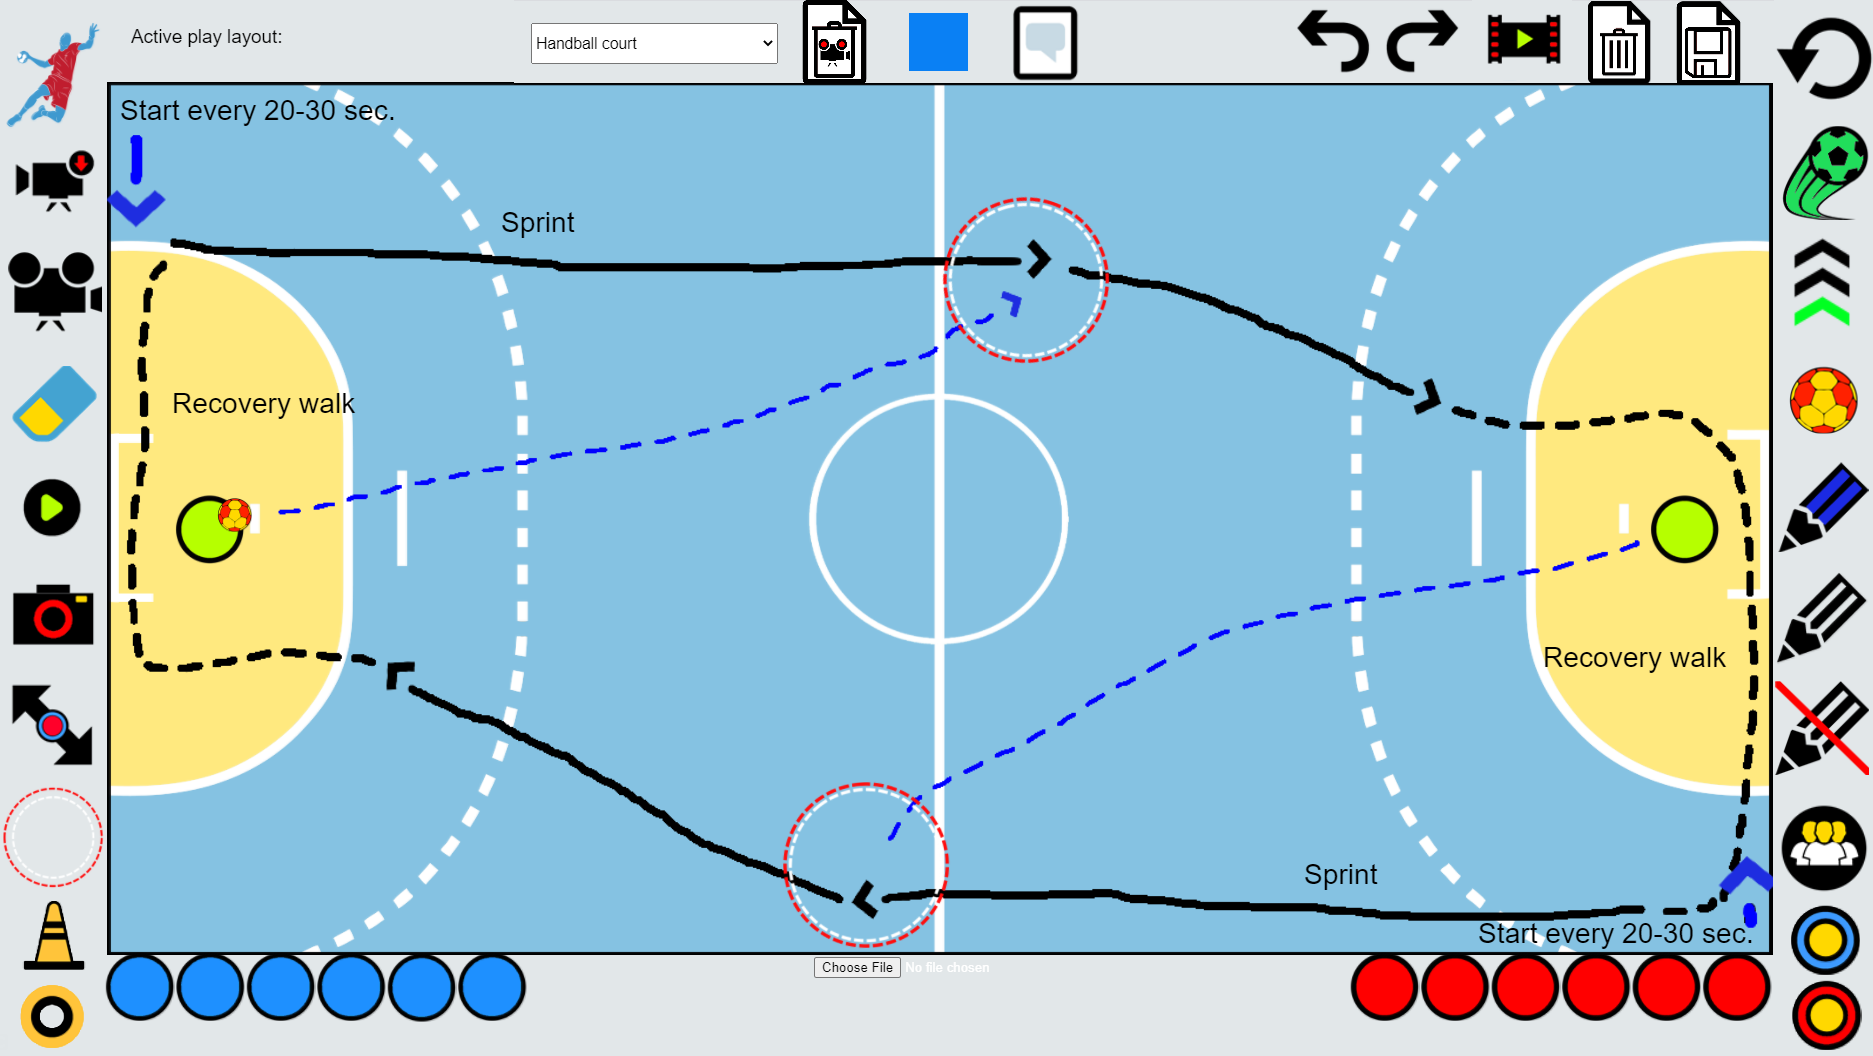 Active play layout:
Handball court
Start every 20-30 sec.
Sprint
Recovery walk
Recovery walk
Sprint
Start every 20-30 sec.
Choose File No file chosen